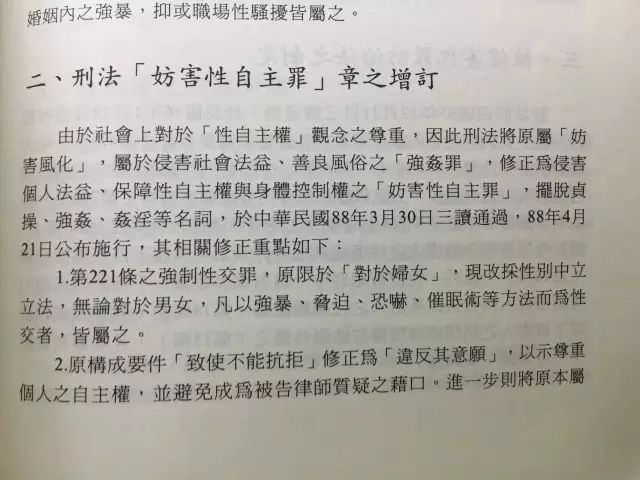 婚姻內之強暴，抑或職場性騷擾皆屬之。
二、刑法「妨害性自主罪」章之增訂
由於社會上對於「性自主權」觀念之尊重，因此刑法將原屬「妨
害風化」，屬於侵害社會法益、善良風俗之「強姦罪」，修正爲侵害
個人法益、保障性自主權與身體控制權之「妨害性自主罪」，擺脫貞
操、強姦、姦淫等名詞，於中華民國88年3月30日三讀通過，88年4月
21日公布施行，其相關修正重點如下：
1.第221條之強制性交罪，原限於「對於婦女」，現改採性別中立
立法，無論對於男女，凡以強暴、脅迫、恐嚇、催眠術等方法而爲性
交者，皆屬之。
2.原構成要件「致使不能抗拒」修正爲「違反其意願」，以示尊重
個人之自主權，並避免成爲被告律師質疑之藉口。進一步則將原本屬